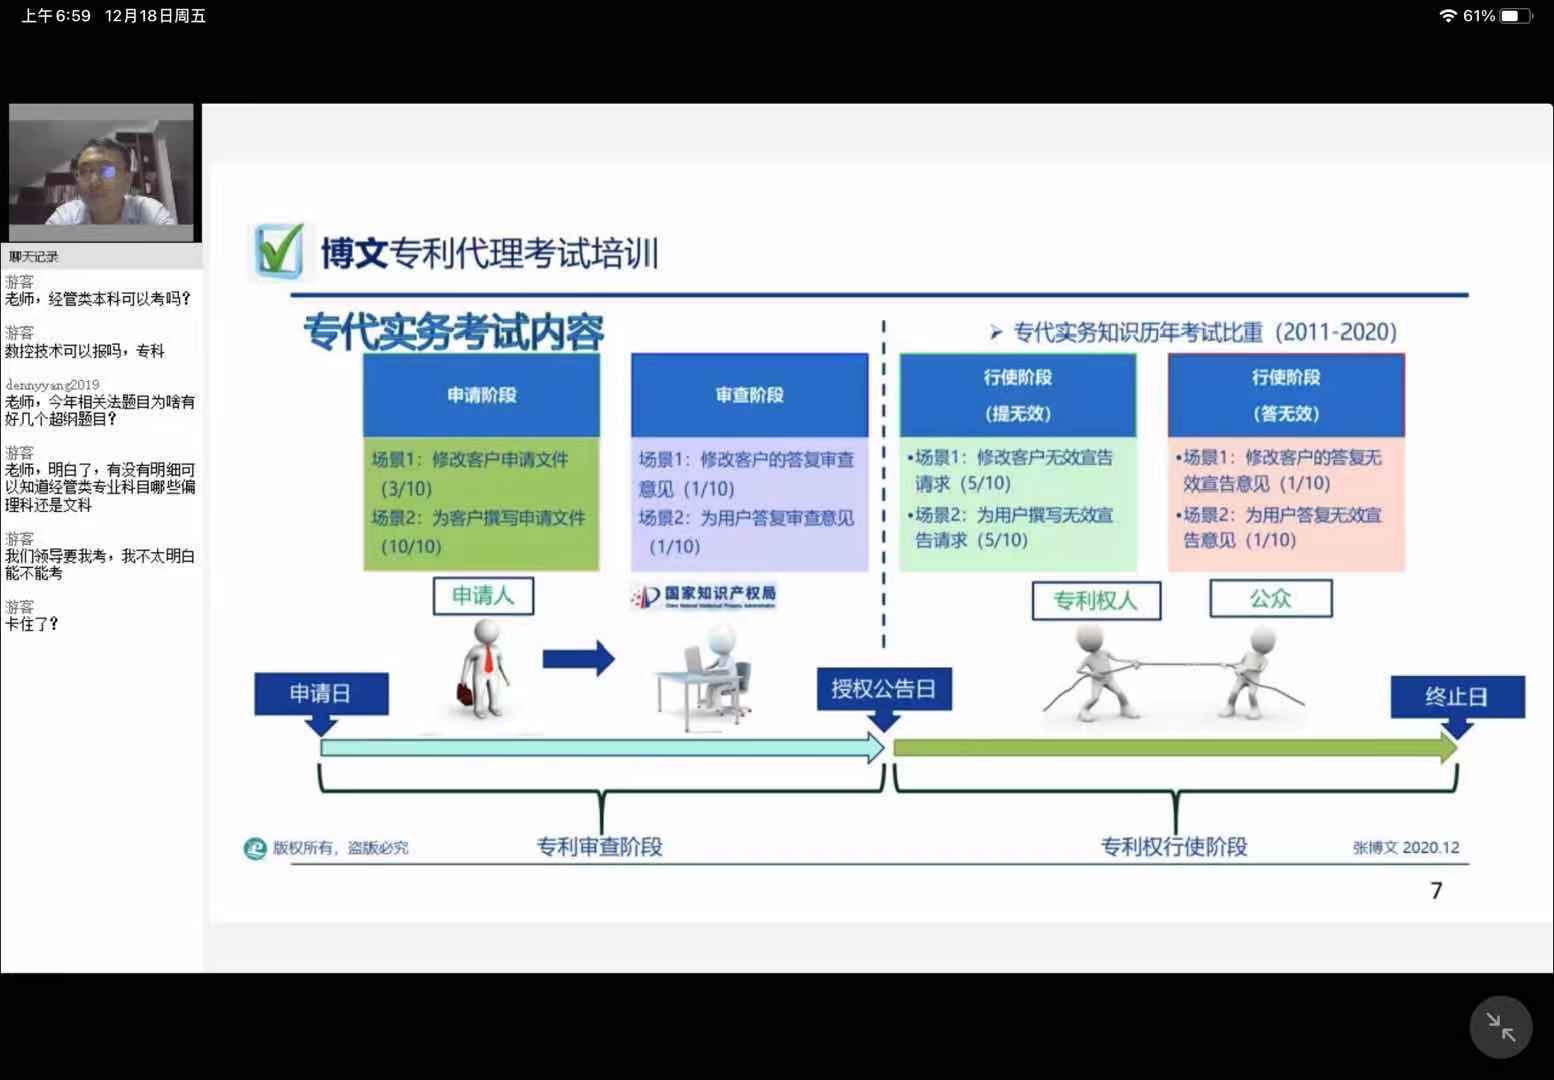 上午6:59 12月18日周五
61%
聊天记录
游客
老师，经管类本科可以考吗？
游客
数控技术可以报吗，专科
dennyyang2019
老师，今年相关法题目为啥有
好几个超纲题目？
游客
老师，明白了，有没有明细可
以知道经管类专业科目哪些偏
理科还是文科
游客
我们领导要我考，我不太明白
能不能考
游客
卡住了？
博文专利代理考试培训
专代实务考试内容
➢ 专代实务知识历年考试比重（2011-2020）
申请阶段
场景1：修改客户申请文件
（3/10）
场景2：为客户撰写申请文件
（10/10）
审查阶段
场景1：修改客户的答复审查
意见（1/10）
场景2：为用户答复审查意见
（1/10）
行使阶段
（提无效）
•场景1：修改客户无效宣告
请求（5/10）
•场景2：为用户撰写无效宣
告请求（5/10）
行使阶段
（答无效）
•场景1：修改客户的答复无
效宣告意见（1/10）
•场景2：为用户答复无效宣
告意见（1/10）
申请人
国家知识产权局
专利权人
公众
申请日
授权公告日
终止日
专利审查阶段
专利权行使阶段
版权所有，盗版必究
张博文 2020.12
7